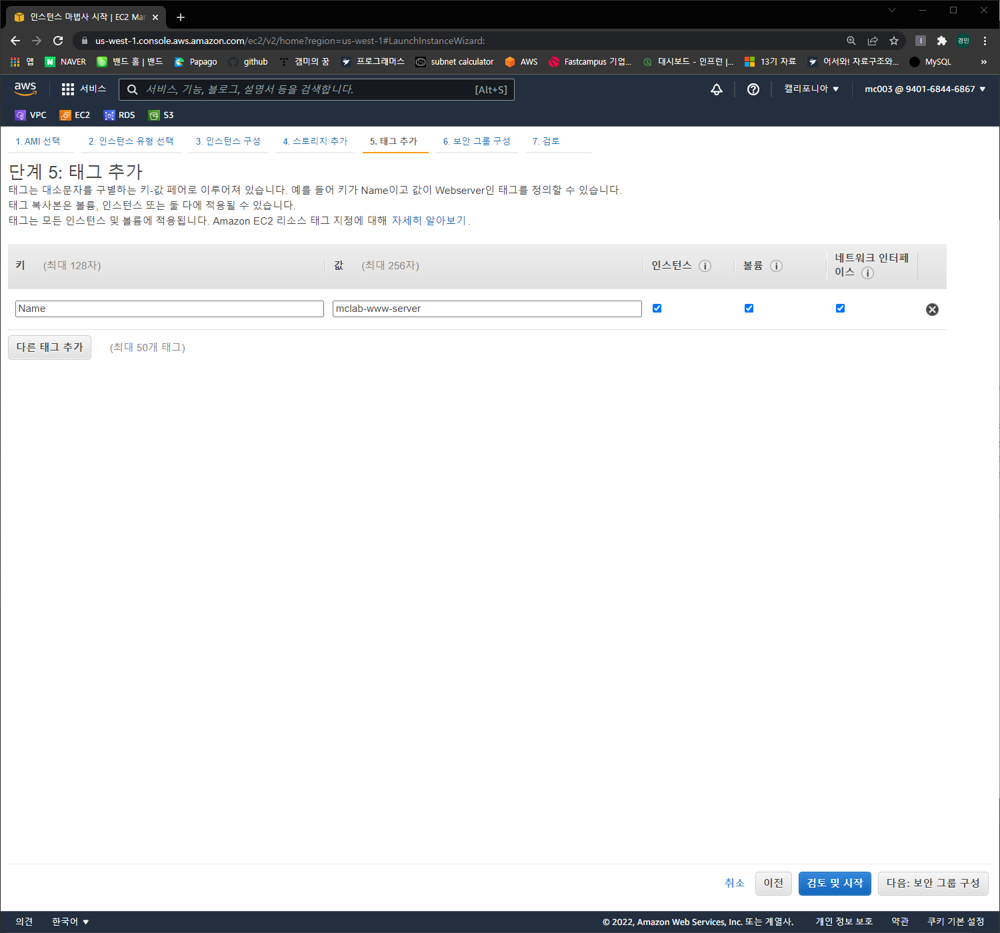 인스턴스 마법사 시작 | EC2 Mar
us-west-1.console.aws.amazon.com/ec2/v2/home?region=us-west-1#LaunchInstanceWizard:
경민
앱 NAVER 밴드 홈 | 밴드 Papago github 갬미의 꿈 프로그래머스 subnet calculator AWS Fastcampus 기업... 대시보드 - 인프런 |... 13기 자료 어서와! 자료구조와... MySQL »
aws 서비스 서비스, 기능, 블로그, 설명서 등을 검색합니다. [Alt+S] 캘리포니아 ▼ mc003 @ 9401-6844-6867 ▼
VPC EC2 RDS S3
1. AMI 선택 2. 인스턴스 유형 선택 3. 인스턴스 구성 4. 스토리지 추가 5. 태그 추가 6. 보안 그룹 구성 7. 검토
단계 5: 태그 추가
태그는 대소문자를 구별하는 키-값 페어로 이루어져 있습니다. 예를 들어 키가 Name이고 값이 Webserver인 태그를 정의할 수 있습니다.
태그 복사본은 볼륨, 인스턴스 또는 둘 다에 적용될 수 있습니다.
태그는 모든 인스턴스 및 볼륨에 적용됩니다. Amazon EC2 리소스 태그 지정에 대해 자세히 알아보기.
키 (최대 128자) 값 (최대 256자) 인스턴스 i 볼륨 i 네트워크 인터페
이스 i
Name mclab-www-server
다른 태그 추가 (최대 50개 태그)
취소 이전 검토 및 시작 다음: 보안 그룹 구성
의견 한국어 ▼ © 2022, Amazon Web Services, Inc. 또는 계열사. 개인 정보 보호 약관 쿠키 기본 설정